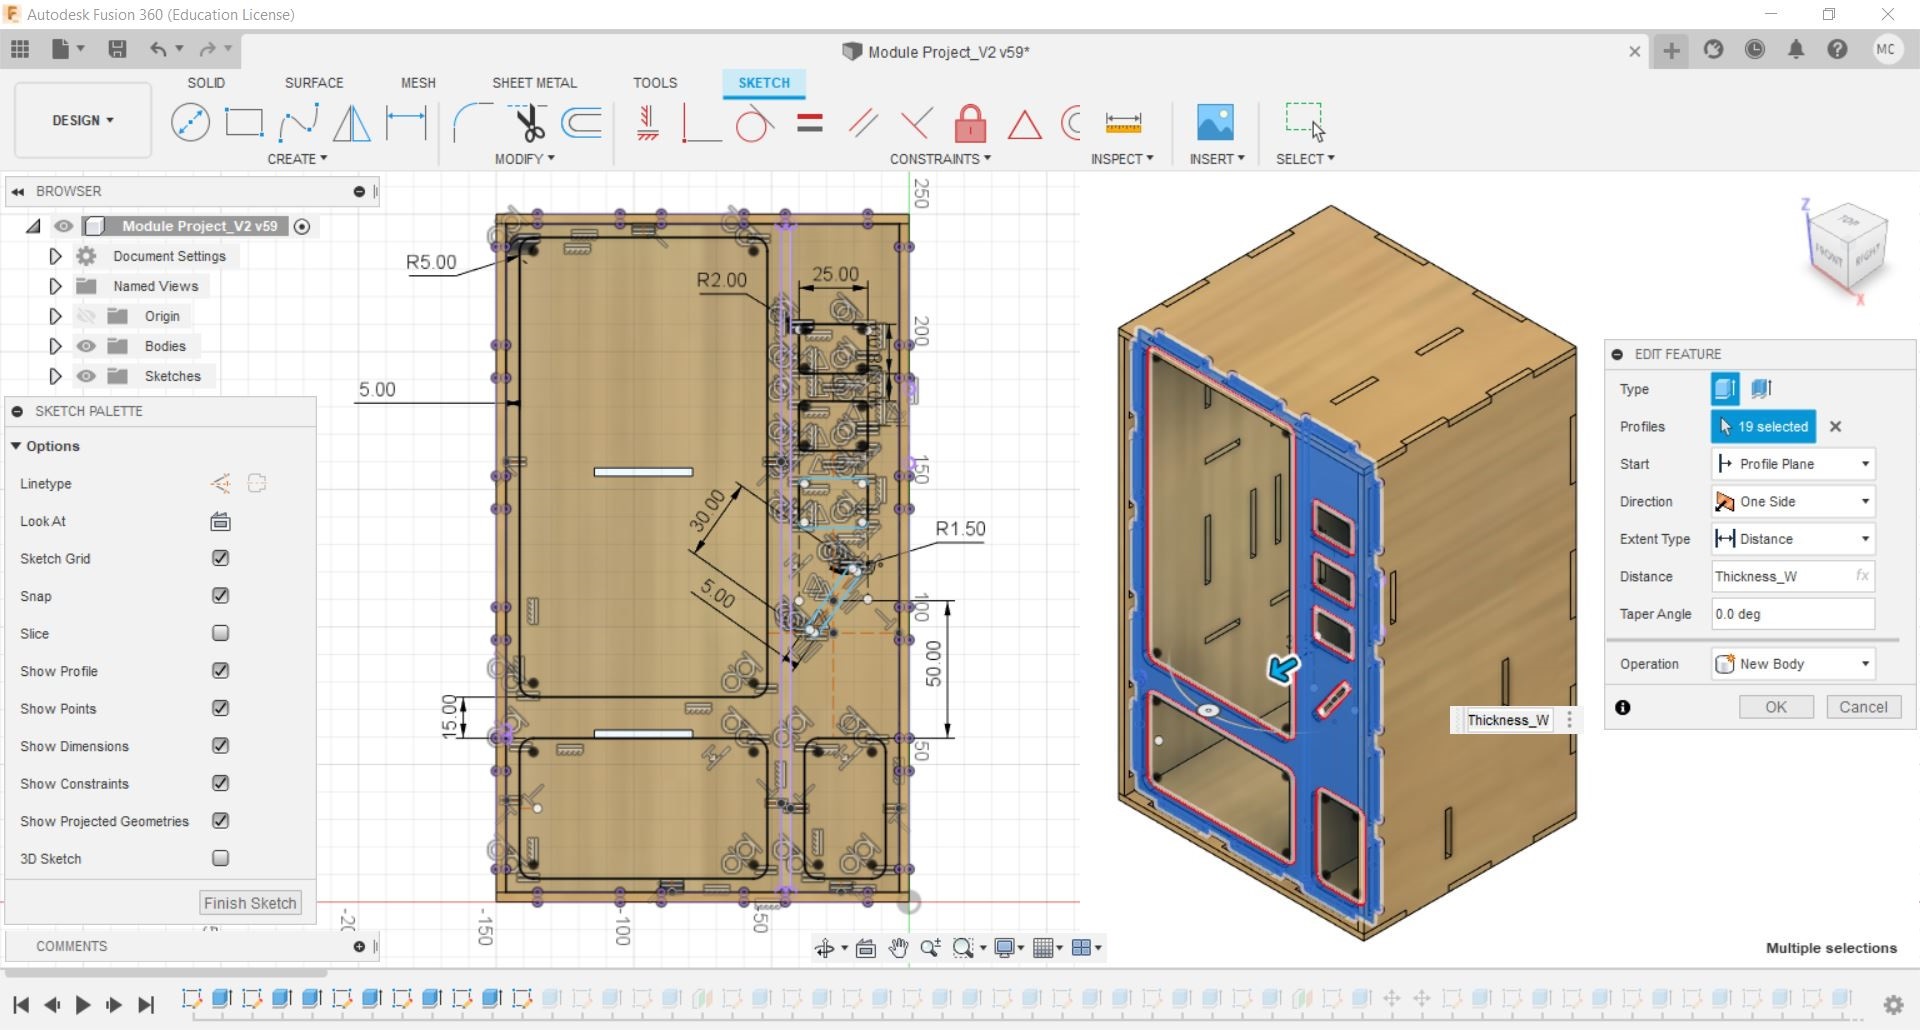 Autodesk Fusion 360 (Education License)
Module Project_V2 v59*
MC
SOLID
SURFACE
MESH
SHEET METAL
TOOLS
SKETCH
DESIGN
CREATE
MODIFY
CONSTRAINTS
INSPECT
INSERT
SELECT
BROWSER
Module Project_V2 v59
Document Settings
Named Views
Origin
Bodies
Sketches
SKETCH PALETTE
Options
Linetype
Look At
Sketch Grid
Snap
Slice
Show Profile
Show Points
Show Dimensions
Show Constraints
Show Projected Geometries
3D Sketch
Finish Sketch
COMMENTS
R5.00
R2.00
25.00
5.00
30.00
5.00
R1.50
50.00
15.00
250
200
150
100
50
-150
-100
-50
Z
TOP
FRONT
RIGHT
X
EDIT FEATURE
Type
Profiles
19 selected
Start
Profile Plane
Direction
One Side
Extent Type
Distance
Distance
Thickness_W
fx
Taper Angle
0.0 deg
Operation
New Body
OK
Cancel
Thickness_W
Multiple selections